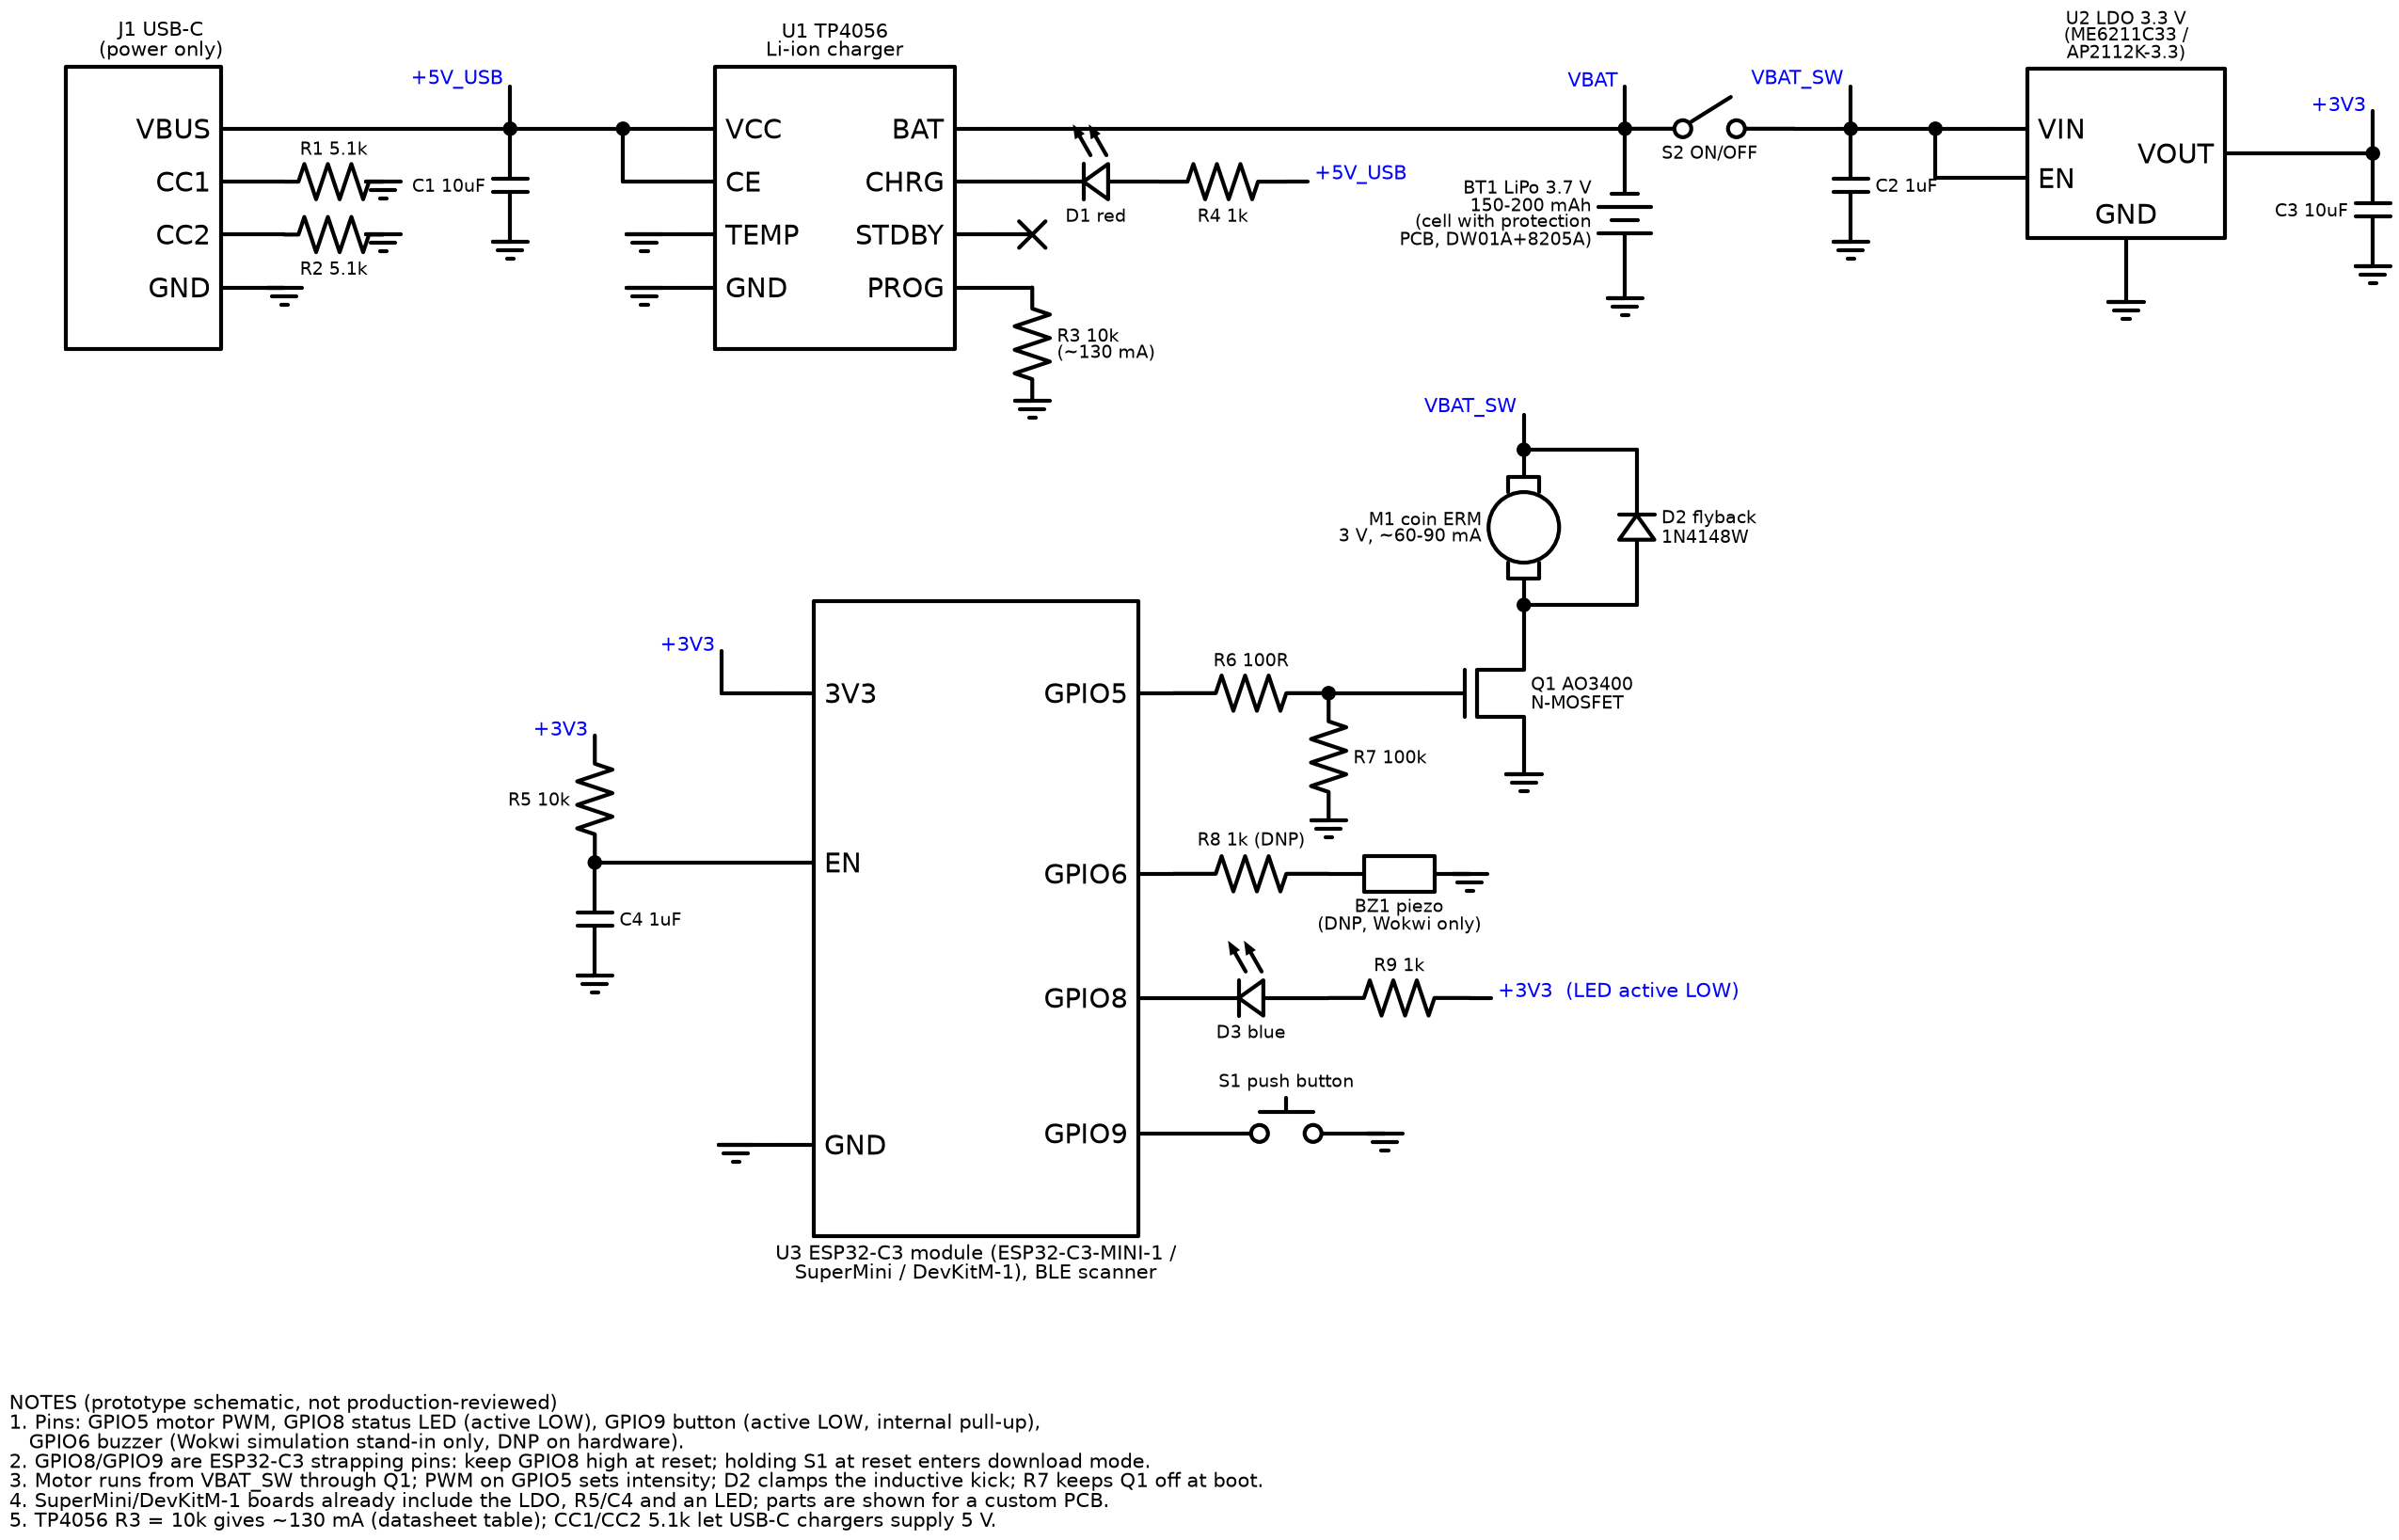 J1 USB-C
(power only)
VBUS
CC1
CC2
GND
R1 5.1k
R2 5.1k
+5V_USB
C1 10uF
U1 TP4056
Li-ion charger
VCC
CE
TEMP
GND
BAT
CHRG
STDBY
PROG
D1 red
R4 1k
+5V_USB
R3 10k
(~130 mA)
VBAT
BT1 LiPo 3.7 V
150-200 mAh
(cell with protection
PCB, DW01A+8205A)
S2 ON/OFF
VBAT_SW
C2 1uF
U2 LDO 3.3 V
(ME6211C33 /
AP2112K-3.3)
VIN
EN
VOUT
GND
+3V3
C3 10uF
VBAT_SW
M1 coin ERM
3 V, ~60-90 mA
D2 flyback
1N4148W
Q1 AO3400
N-MOSFET
+3V3
+3V3
R5 10k
C4 1uF
3V3
EN
GND
GPIO5
GPIO6
GPIO8
GPIO9
R6 100R
R7 100k
R8 1k (DNP)
BZ1 piezo
(DNP, Wokwi only)
D3 blue
R9 1k
+3V3  (LED active LOW)
S1 push button
U3 ESP32-C3 module (ESP32-C3-MINI-1 /
SuperMini / DevKitM-1), BLE scanner
NOTES (prototype schematic, not production-reviewed)
1. Pins: GPIO5 motor PWM, GPIO8 status LED (active LOW), GPIO9 button (active LOW, internal pull-up),
GPIO6 buzzer (Wokwi simulation stand-in only, DNP on hardware).
2. GPIO8/GPIO9 are ESP32-C3 strapping pins: keep GPIO8 high at reset; holding S1 at reset enters download mode.
3. Motor runs from VBAT_SW through Q1; PWM on GPIO5 sets intensity; D2 clamps the inductive kick; R7 keeps Q1 off at boot.
4. SuperMini/DevKitM-1 boards already include the LDO, R5/C4 and an LED; parts are shown for a custom PCB.
5. TP4056 R3 = 10k gives ~130 mA (datasheet table); CC1/CC2 5.1k let USB-C chargers supply 5 V.